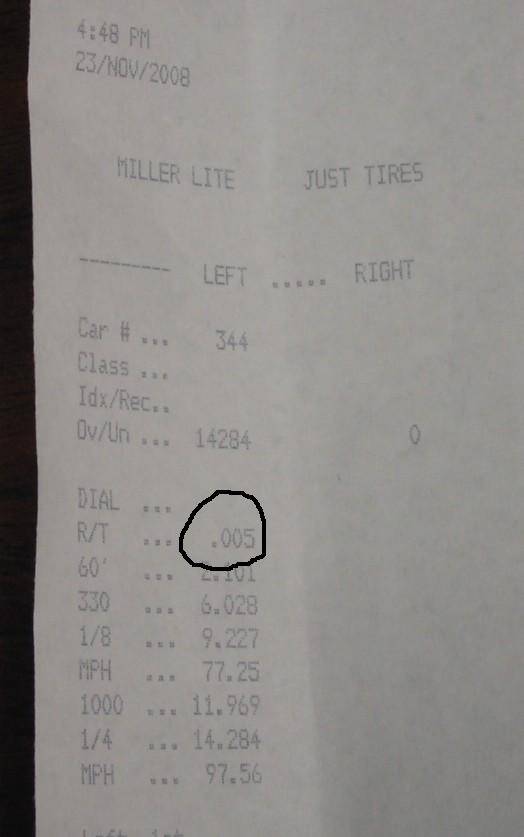 4:48 PM
23/NOV/2008
MILLER LITE JUST TIRES
--------- LEFT ..... RIGHT
Car # ... 344
Class ...
Idx/Rec..
Ov/Un ... 14284 0
DIAL ...
R/T ... .005
60' ... 2.101
330 ... 6.028
1/8 ... 9.227
MPH ... 77.25
1000 ... 11.969
1/4 ... 14.284
MPH ... 97.56